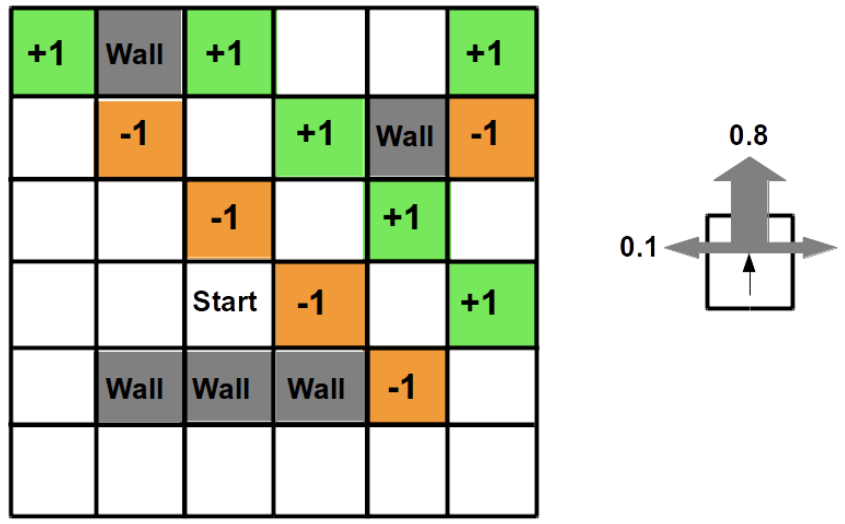 +1 Wall +1 +1
-1 +1 Wall -1
0.8
-1 +1
0.1
Start -1 +1
Wall Wall Wall -1